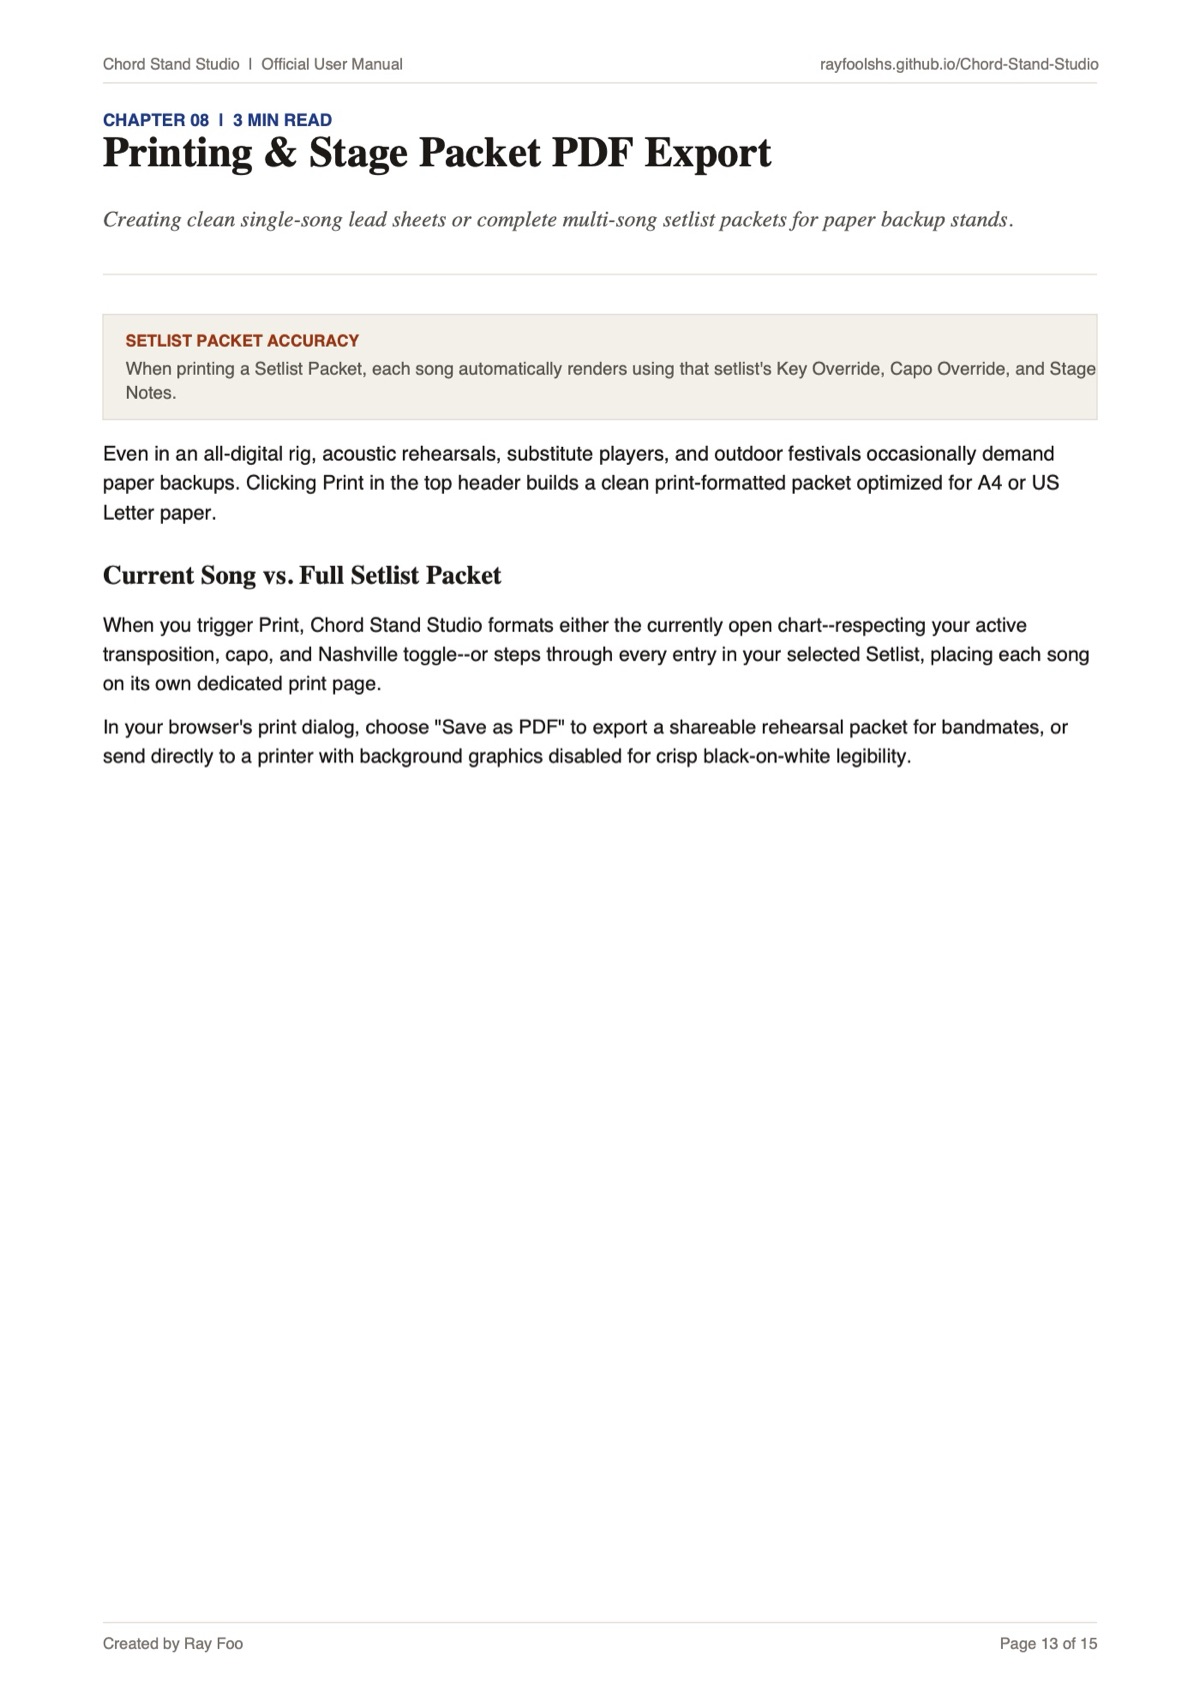 Chord Stand Studio | Official User Manual
rayfoolshs.github.io/Chord-Stand-Studio
CHAPTER 08 | 3 MIN READ
Printing & Stage Packet PDF Export
Creating clean single-song lead sheets or complete multi-song setlist packets for paper backup stands.
SETLIST PACKET ACCURACY
When printing a Setlist Packet, each song automatically renders using that setlist's Key Override, Capo Override, and Stage
Notes.
Even in an all-digital rig, acoustic rehearsals, substitute players, and outdoor festivals occasionally demand
paper backups. Clicking Print in the top header builds a clean print-formatted packet optimized for A4 or US
Letter paper.
Current Song vs. Full Setlist Packet
When you trigger Print, Chord Stand Studio formats either the currently open chart--respecting your active
transposition, capo, and Nashville toggle--or steps through every entry in your selected Setlist, placing each song
on its own dedicated print page.
In your browser's print dialog, choose "Save as PDF" to export a shareable rehearsal packet for bandmates, or
send directly to a printer with background graphics disabled for crisp black-on-white legibility.
Created by Ray Foo
Page 13 of 15